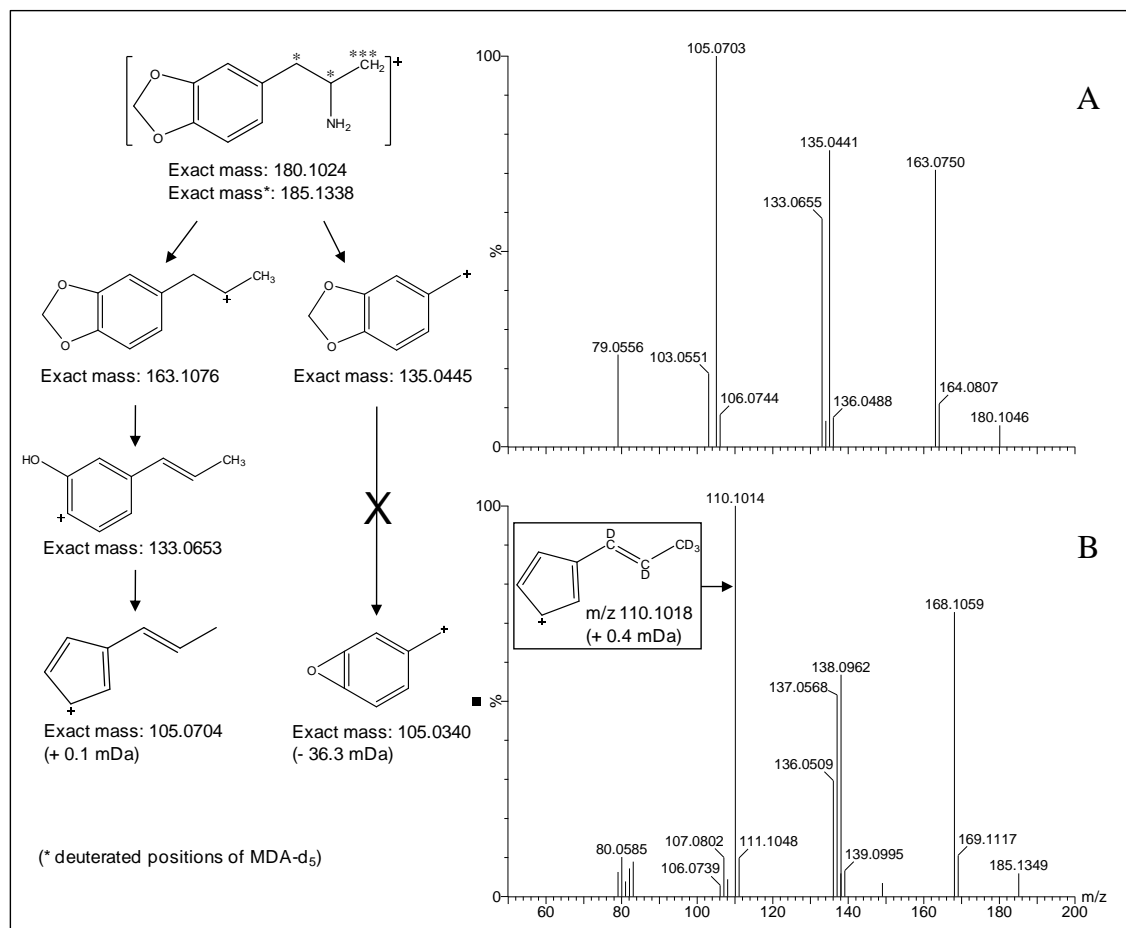 O
O
*
*
***
CH2
+
NH2
Exact mass: 180.1024
Exact mass*: 185.1338
O
O
CH3
+
Exact mass: 163.1076
O
O
+
Exact mass: 135.0445
HO
CH3
+
Exact mass: 133.0653
X
+
Exact mass: 105.0704
(+ 0.1 mDa)
O
+
Exact mass: 105.0340
(- 36.3 mDa)
(* deuterated positions of MDA-d5)
A
100
%
0
105.0703
135.0441
163.0750
133.0655
79.0556
103.0551
106.0744
136.0488
164.0807
180.1046
B
100
%
0
110.1014
D
CD3
D
+
m/z 110.1018
(+ 0.4 mDa)
168.1059
138.0962
137.0568
136.0509
80.0585
107.0802
106.0739
111.1048
139.0995
169.1117
185.1349
m/z
60 80 100 120 140 160 180 200